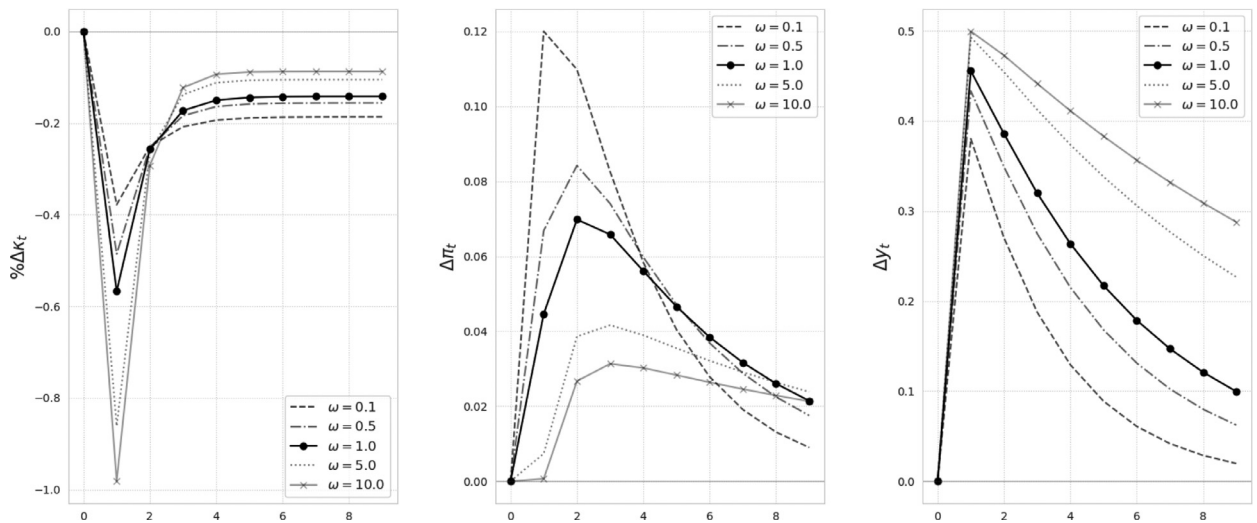 %Δκt
0.0
−0.2
−0.4
−0.6
−0.8
−1.0
0 2 4 6 8
ω = 0.1
ω = 0.5
ω = 1.0
ω = 5.0
ω = 10.0
Δπt
0.12
0.10
0.08
0.06
0.04
0.02
0.00
0 2 4 6 8
ω = 0.1
ω = 0.5
ω = 1.0
ω = 5.0
ω = 10.0
Δyt
0.5
0.4
0.3
0.2
0.1
0.0
0 2 4 6 8
ω = 0.1
ω = 0.5
ω = 1.0
ω = 5.0
ω = 10.0